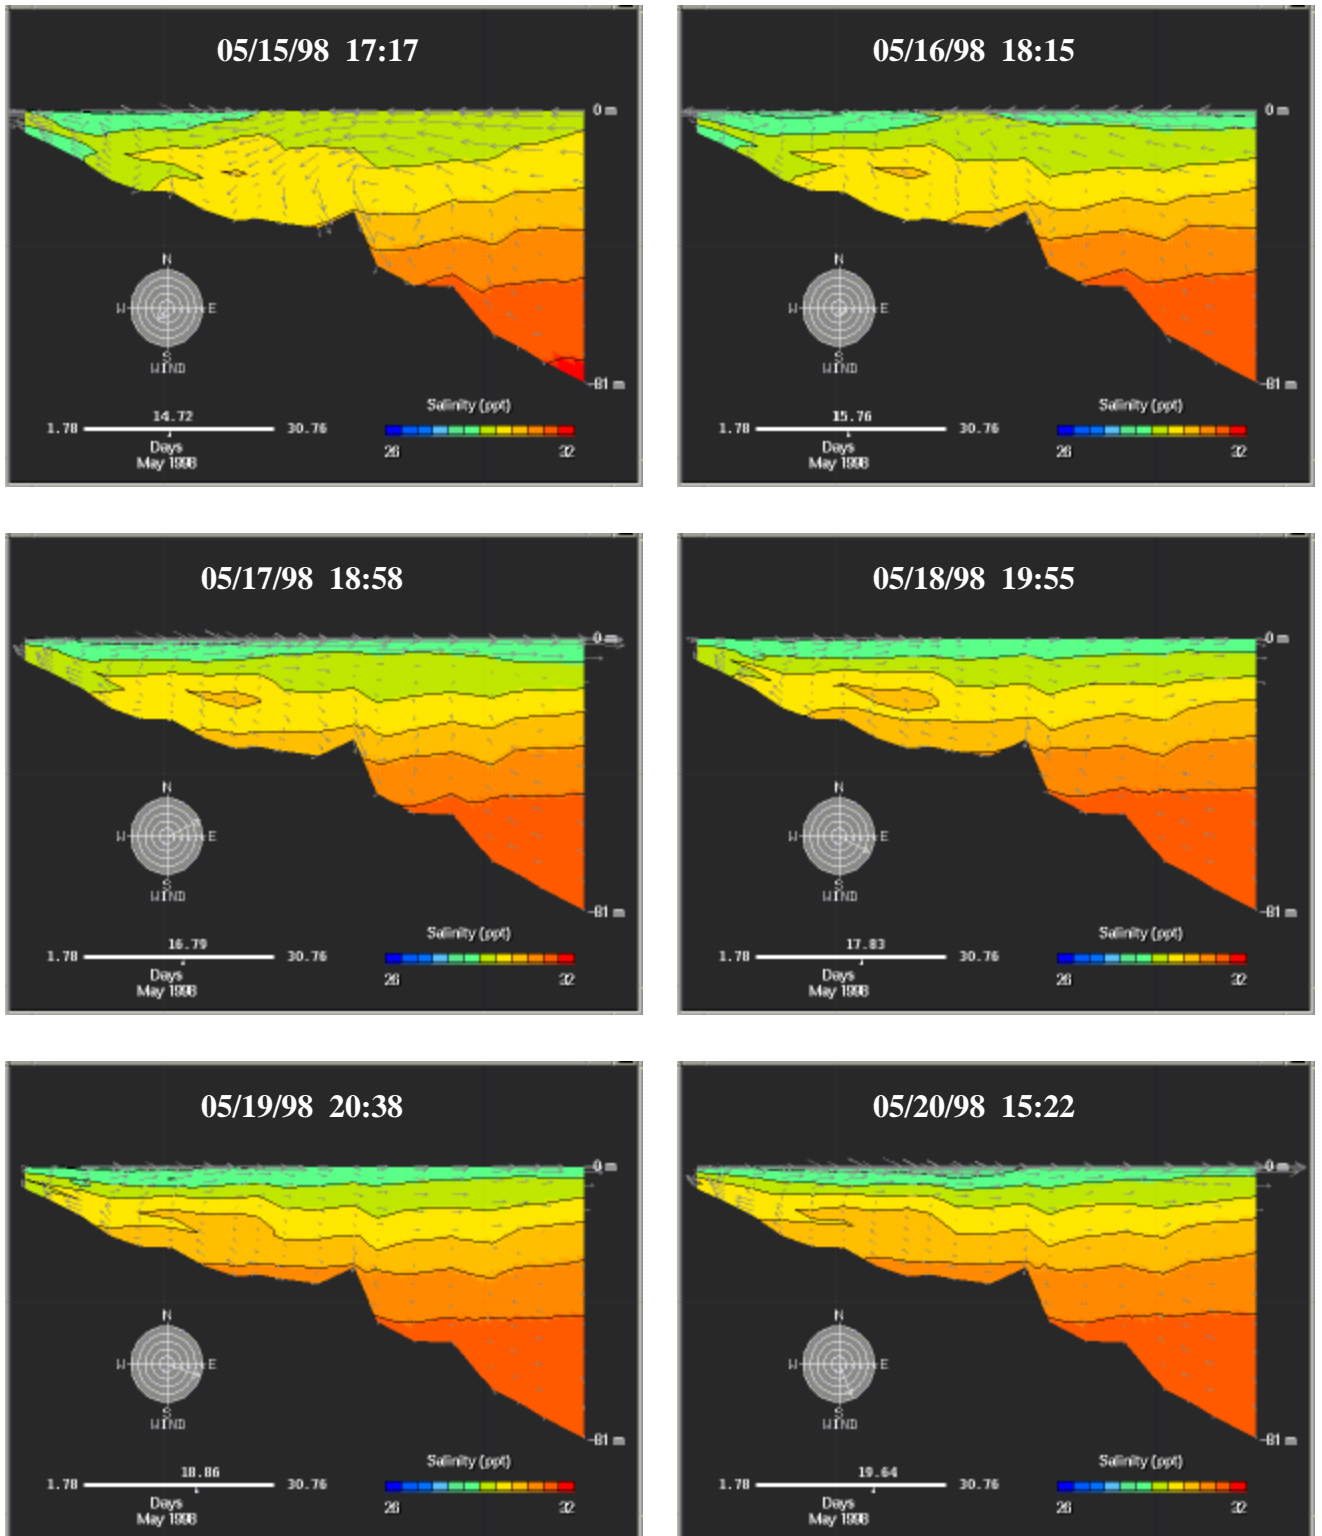 05/15/98 17:17
0 m
N
W E
S
WIND
-81 m
14.72
1.78 30.76
Days
May 1998
Salinity (ppt)
26 32
05/16/98 18:15
0 m
N
W E
S
WIND
-81 m
15.76
1.78 30.76
Days
May 1998
Salinity (ppt)
26 32
05/17/98 18:58
0 m
N
W E
S
WIND
-81 m
16.79
1.78 30.76
Days
May 1998
Salinity (ppt)
26 32
05/18/98 19:55
0 m
N
W E
S
WIND
-81 m
17.83
1.78 30.76
Days
May 1998
Salinity (ppt)
26 32
05/19/98 20:38
0 m
N
W E
S
WIND
-81 m
18.86
1.78 30.76
Days
May 1998
Salinity (ppt)
26 32
05/20/98 15:22
0 m
N
W E
S
WIND
-81 m
19.64
1.78 30.76
Days
May 1998
Salinity (ppt)
26 32